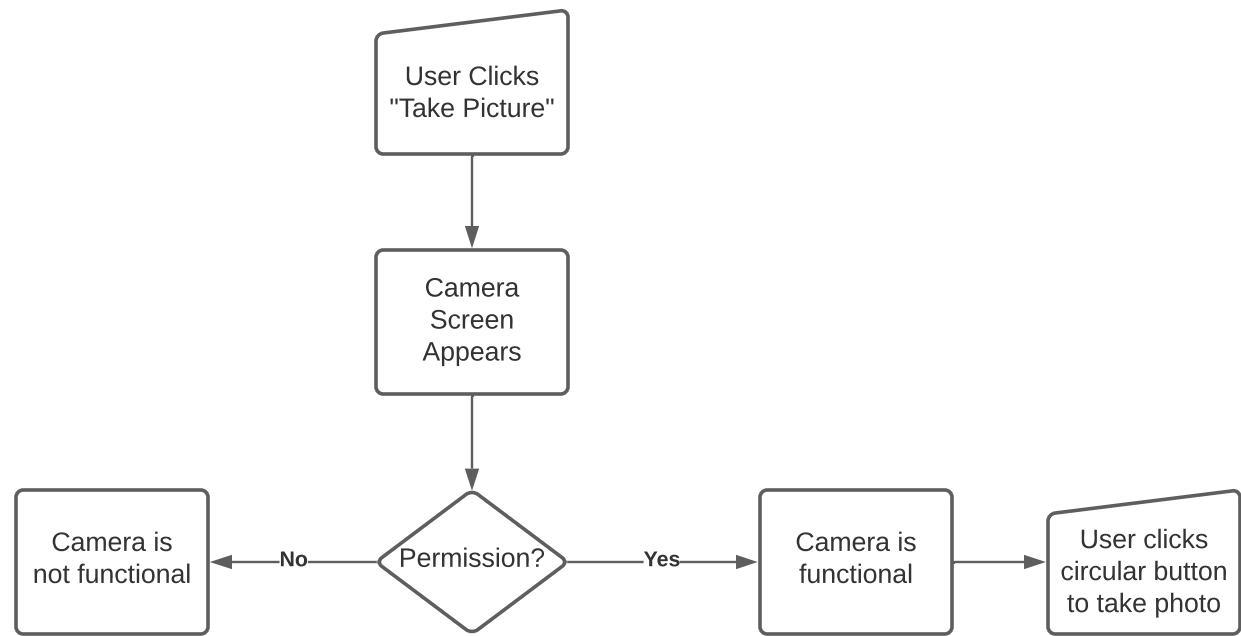 User Clicks
"Take Picture"
Camera
Screen
Appears
Camera is
not functional
No
Permission?
Yes
Camera is
functional
User clicks
circular button
to take photo